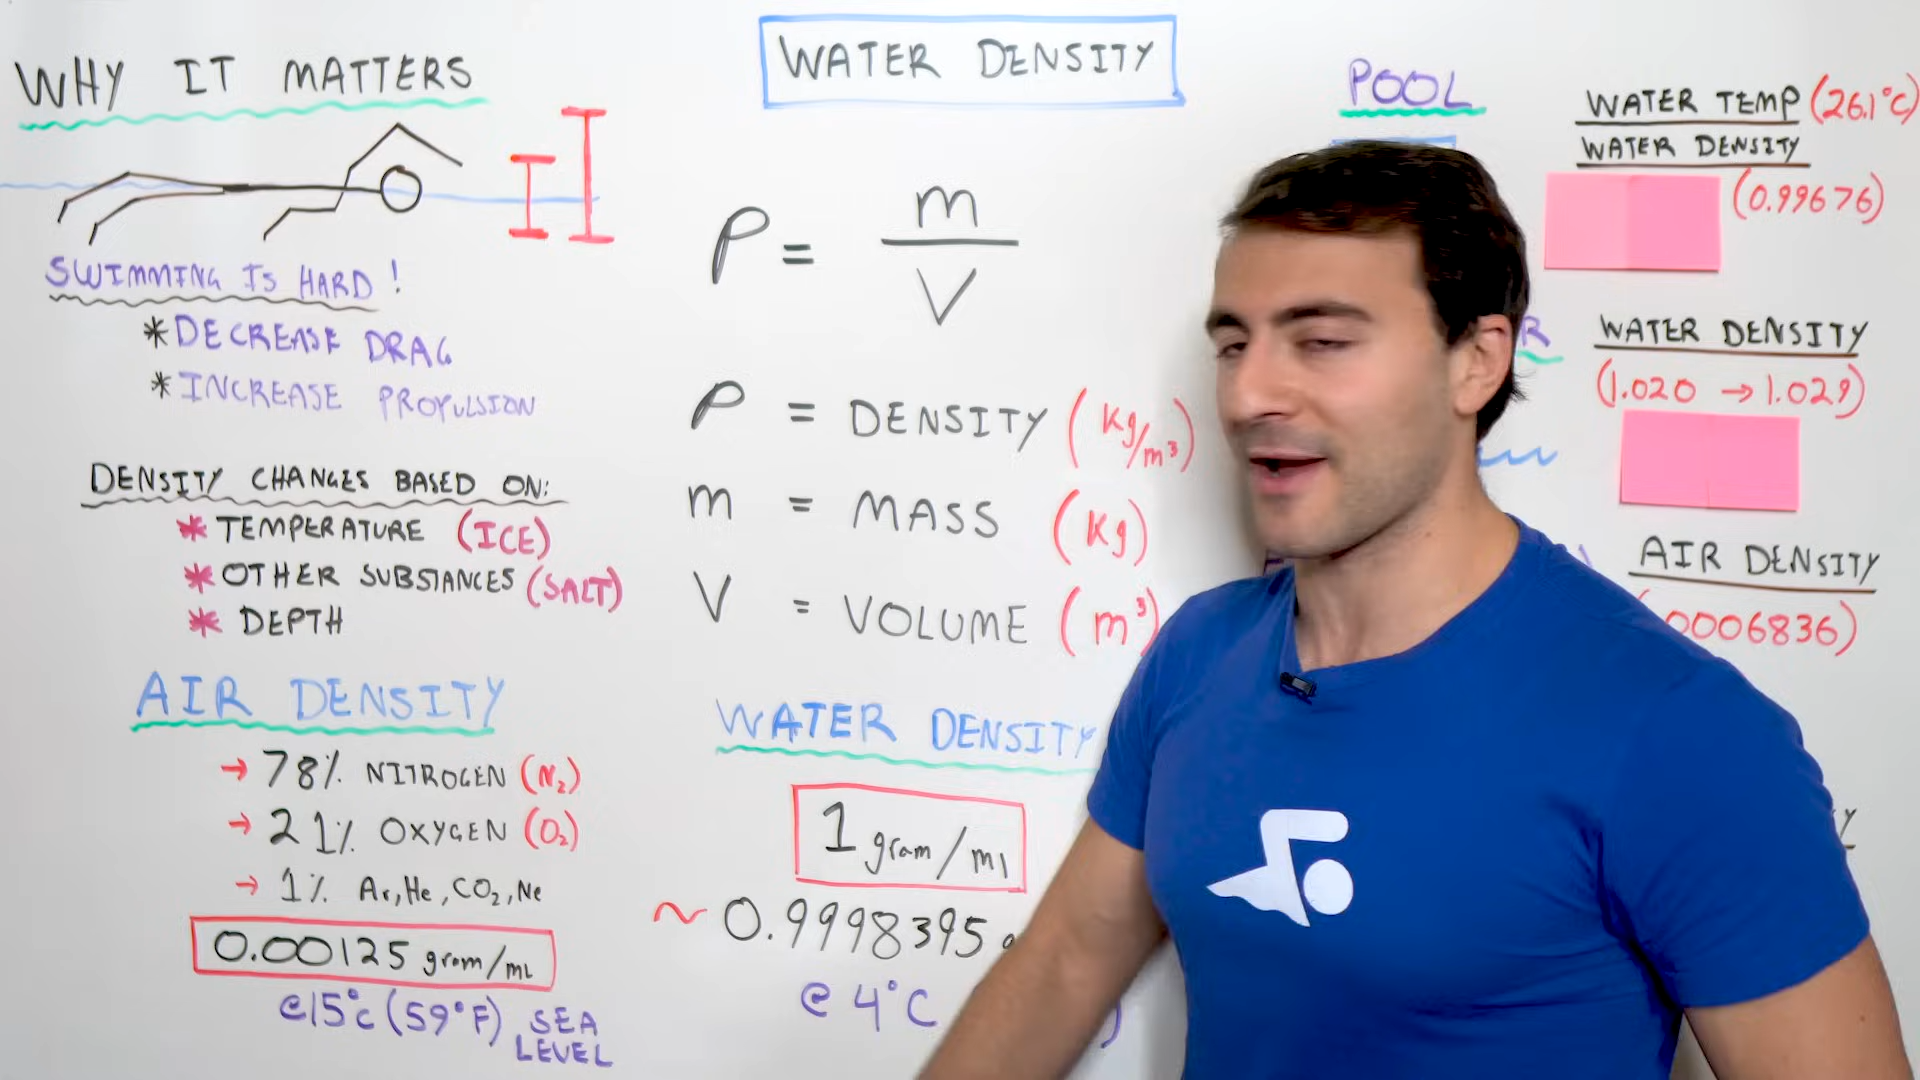 WATER DENSITY
WHY IT MATTERS
SWIMMING IS HARD!
*DECREASE DRAG
*INCREASE PROPULSION
DENSITY CHANGES BASED ON:
* TEMPERATURE (ICE)
* OTHER SUBSTANCES (SALT)
* DEPTH
AIR DENSITY
→ 78% NITROGEN (N₂)
→ 21% OXYGEN (O₂)
→ 1% Ar, He, CO₂, Ne
0.00125 gram/mL
@15°C (59°F) SEA
LEVEL
ρ = m
V
ρ = DENSITY (Kg/m³)
m = MASS (Kg)
V = VOLUME (m³)
WATER DENSITY
1 gram/ml
~ 0.9998395
@ 4°C
POOL
WATER TEMP (26.1°C)
WATER DENSITY
(0.99676)
R
WATER DENSITY
(1.020 → 1.029)
AIR DENSITY
0006836)